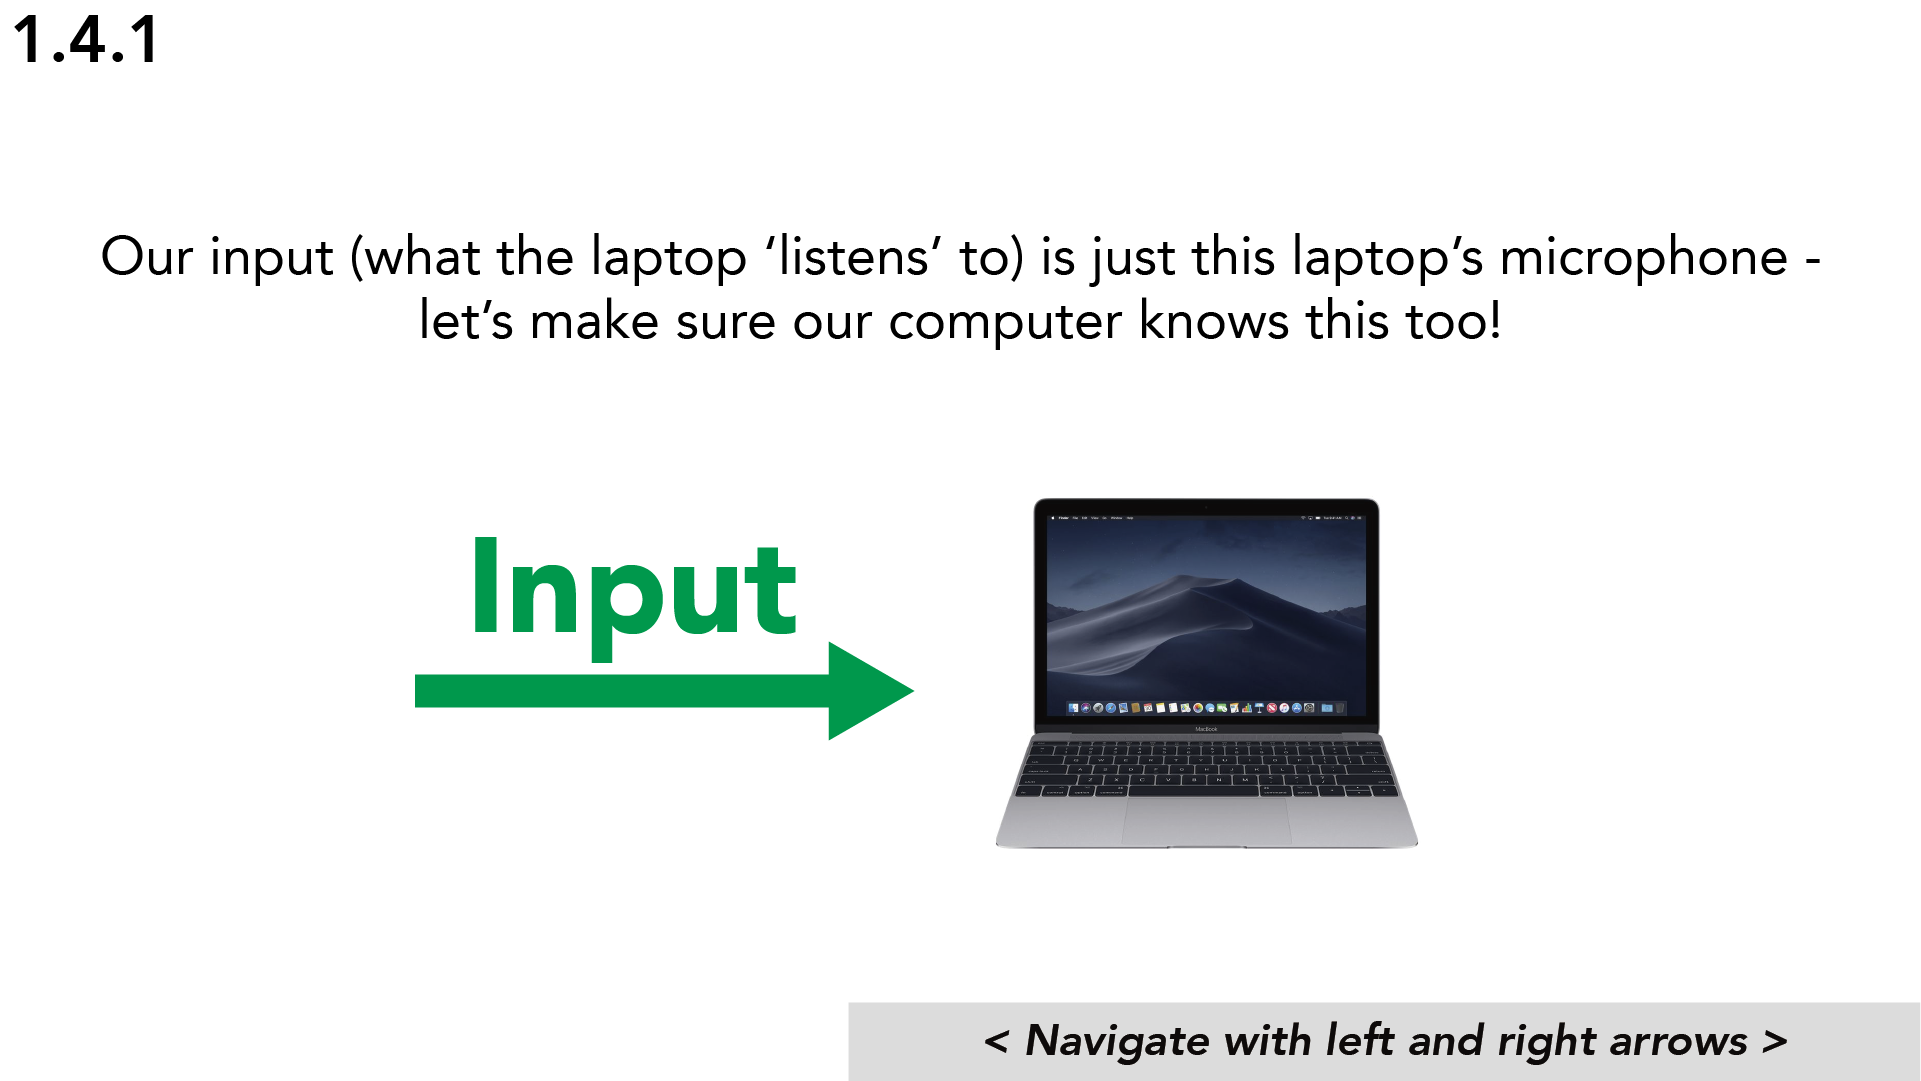 1.4.1
Our input (what the laptop ‘listens’ to) is just this laptop’s microphone -
let’s make sure our computer knows this too!
Input
MacBook
< Navigate with left and right arrows >